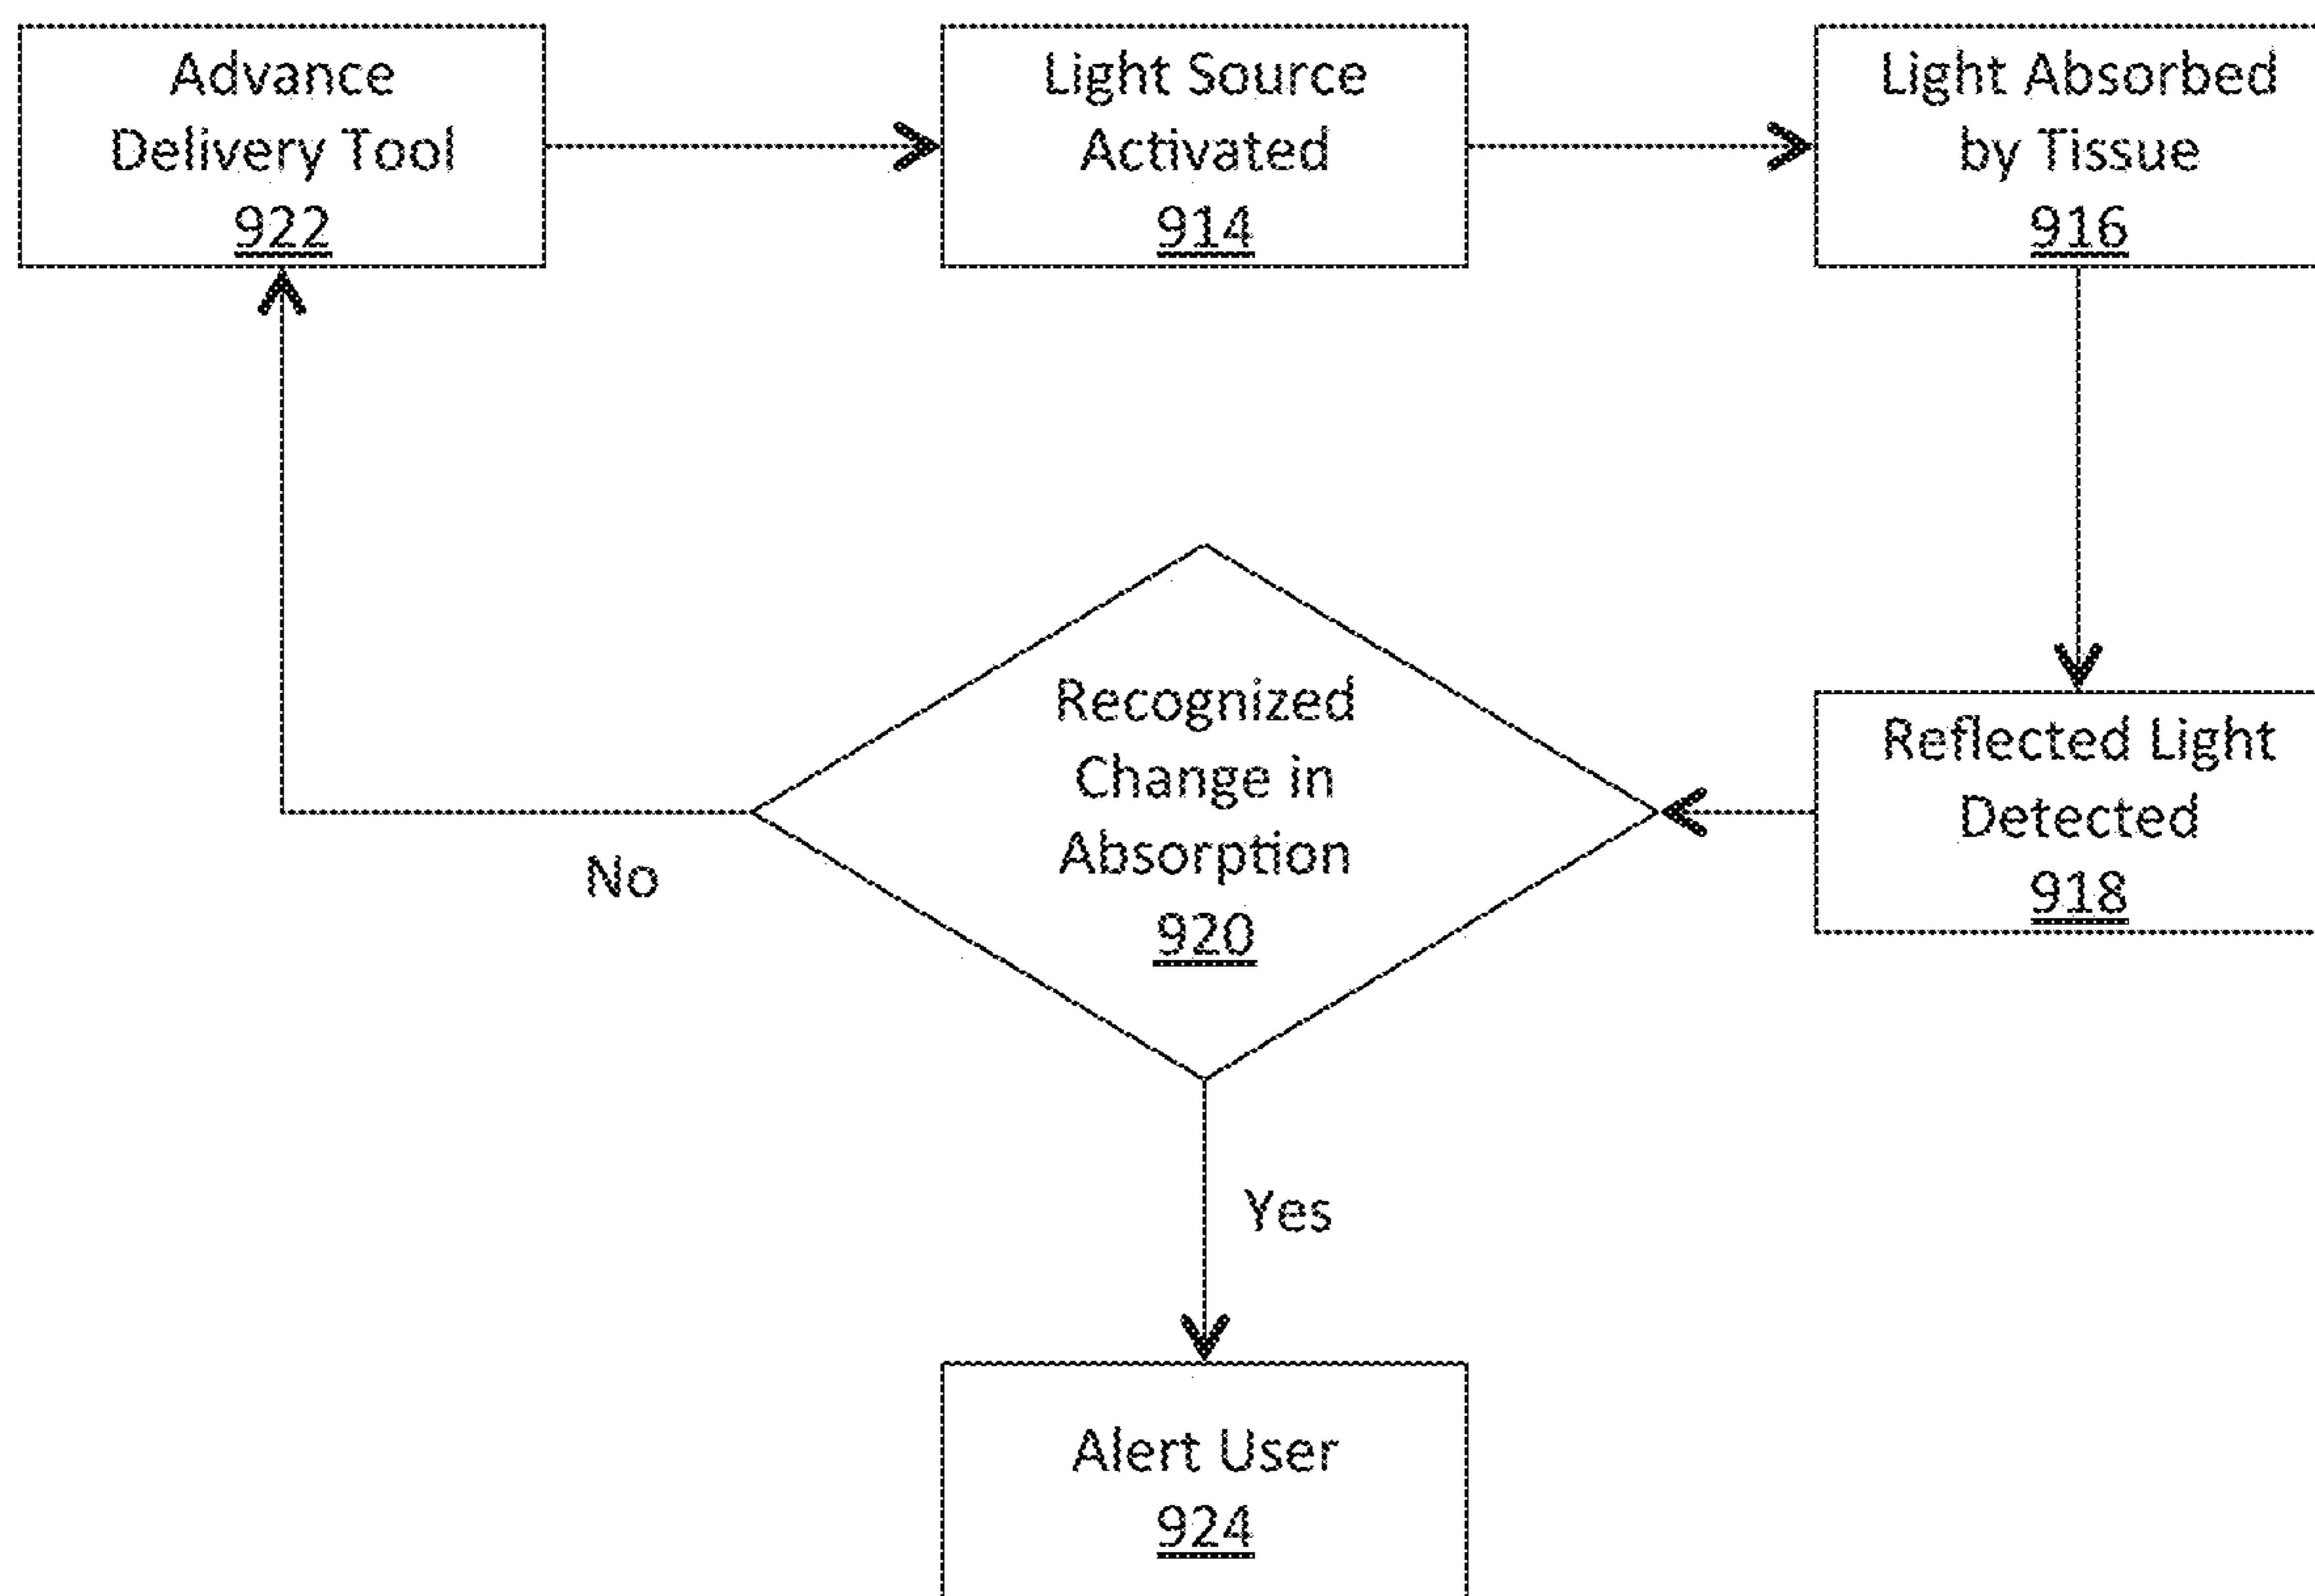 Advance
Delivery Tool
922
Light Source
Activated
914
Light Absorbed
by Tissue
916
Recognized
Change in
Absorption
920
Reflected Light
Detected
918
No
Yes
Alert User
924